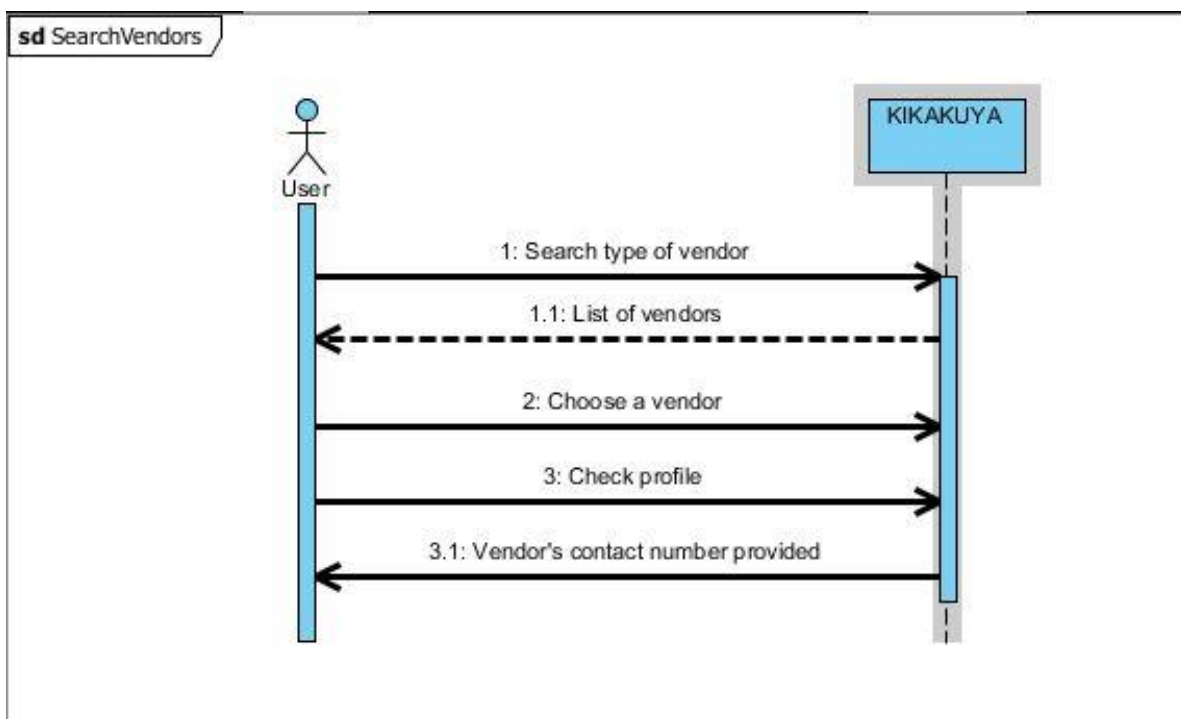 sd SearchVendors
KIKAKUYA
User
1: Search type of vendor
1.1: List of vendors
2: Choose a vendor
3: Check profile
3.1: Vendor's contact number provided